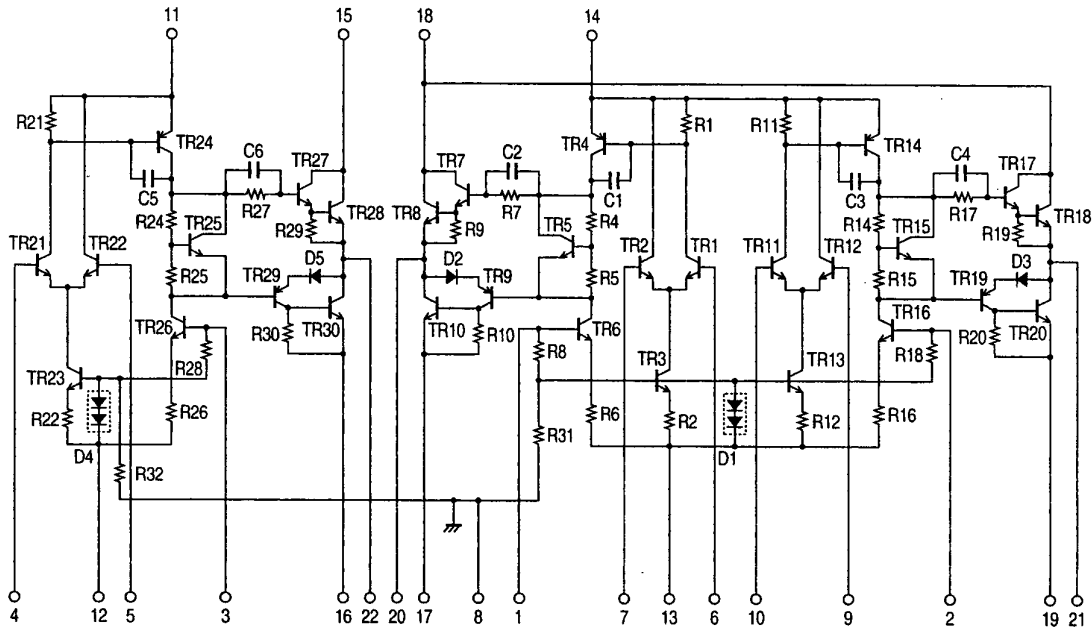 11
15
18
14
R21
TR24
C5
C6
TR27
R27
TR28
R24
TR25
R29
TR21
TR22
R25
TR29
D5
R30
TR30
TR26
R28
TR23
R22
R26
D4
R32
TR7
C2
TR8
R9
R7
TR4
C1
R1
R4
TR5
R5
D2
TR9
TR10
R10
TR6
R8
R6
R31
TR2
TR1
TR3
R2
D1
R11
TR14
C3
C4
TR17
R17
TR18
R14
TR15
R19
TR11
TR12
R15
TR19
D3
R20
TR20
TR16
R18
TR13
R12
R16
4
12
5
3
16
22
20
17
8
1
7
13
6
10
9
2
19
21